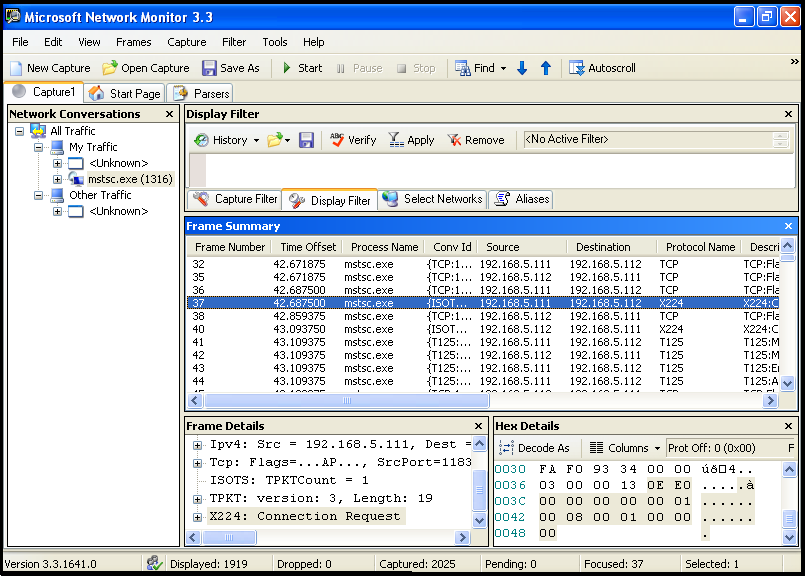 Microsoft Network Monitor 3.3
File Edit View Frames Capture Filter Tools Help
New Capture Open Capture Save As Start Pause Stop Find Autoscroll
Capture1 Start Page Parsers
Network Conversations
All Traffic
My Traffic
<Unknown>
mstsc.exe (1316)
Other Traffic
<Unknown>
Display Filter
History Verify Apply Remove <No Active Filter>
Capture Filter Display Filter Select Networks Aliases
Frame Summary
Frame Number Time Offset Process Name Conv Id Source Destination Protocol Name Descri
32 42.671875 mstsc.exe {TCP:1... 192.168.5.111 192.168.5.112 TCP TCP:Fla
35 42.671875 mstsc.exe {TCP:1... 192.168.5.112 192.168.5.111 TCP TCP:Fla
36 42.687500 mstsc.exe {TCP:1... 192.168.5.111 192.168.5.112 TCP TCP:Fla
37 42.687500 mstsc.exe {ISOT... 192.168.5.111 192.168.5.112 X224 X224:C
38 42.859375 mstsc.exe {TCP:1... 192.168.5.112 192.168.5.111 TCP TCP:Fla
40 43.093750 mstsc.exe {ISOT... 192.168.5.112 192.168.5.111 X224 X224:C
41 43.109375 mstsc.exe {T125:... 192.168.5.111 192.168.5.112 T125 T125:M
42 43.109375 mstsc.exe {T125:... 192.168.5.112 192.168.5.111 T125 T125:M
43 43.109375 mstsc.exe {T125:... 192.168.5.111 192.168.5.112 T125 T125:Er
44 43.109375 mstsc.exe {T125:... 192.168.5.111 192.168.5.112 T125 T125:A
Frame Details
Ipv4: Src = 192.168.5.111, Dest =
Tcp: Flags=...AP..., SrcPort=1183
ISOTS: TPKTCount = 1
TPKT: version: 3, Length: 19
X224: Connection Request
Hex Details
Decode As Columns Prot Off: 0 (0x00) F
0030 FA F0 93 34 00 00 úð□4..
0036 03 00 00 13 0E E0 .....à
003C 00 00 00 00 00 01 ......
0042 00 08 00 01 00 00 ......
0048 00 .
Version 3.3.1641.0 Displayed: 1919 Dropped: 0 Captured: 2025 Pending: 0 Focused: 37 Selected: 1